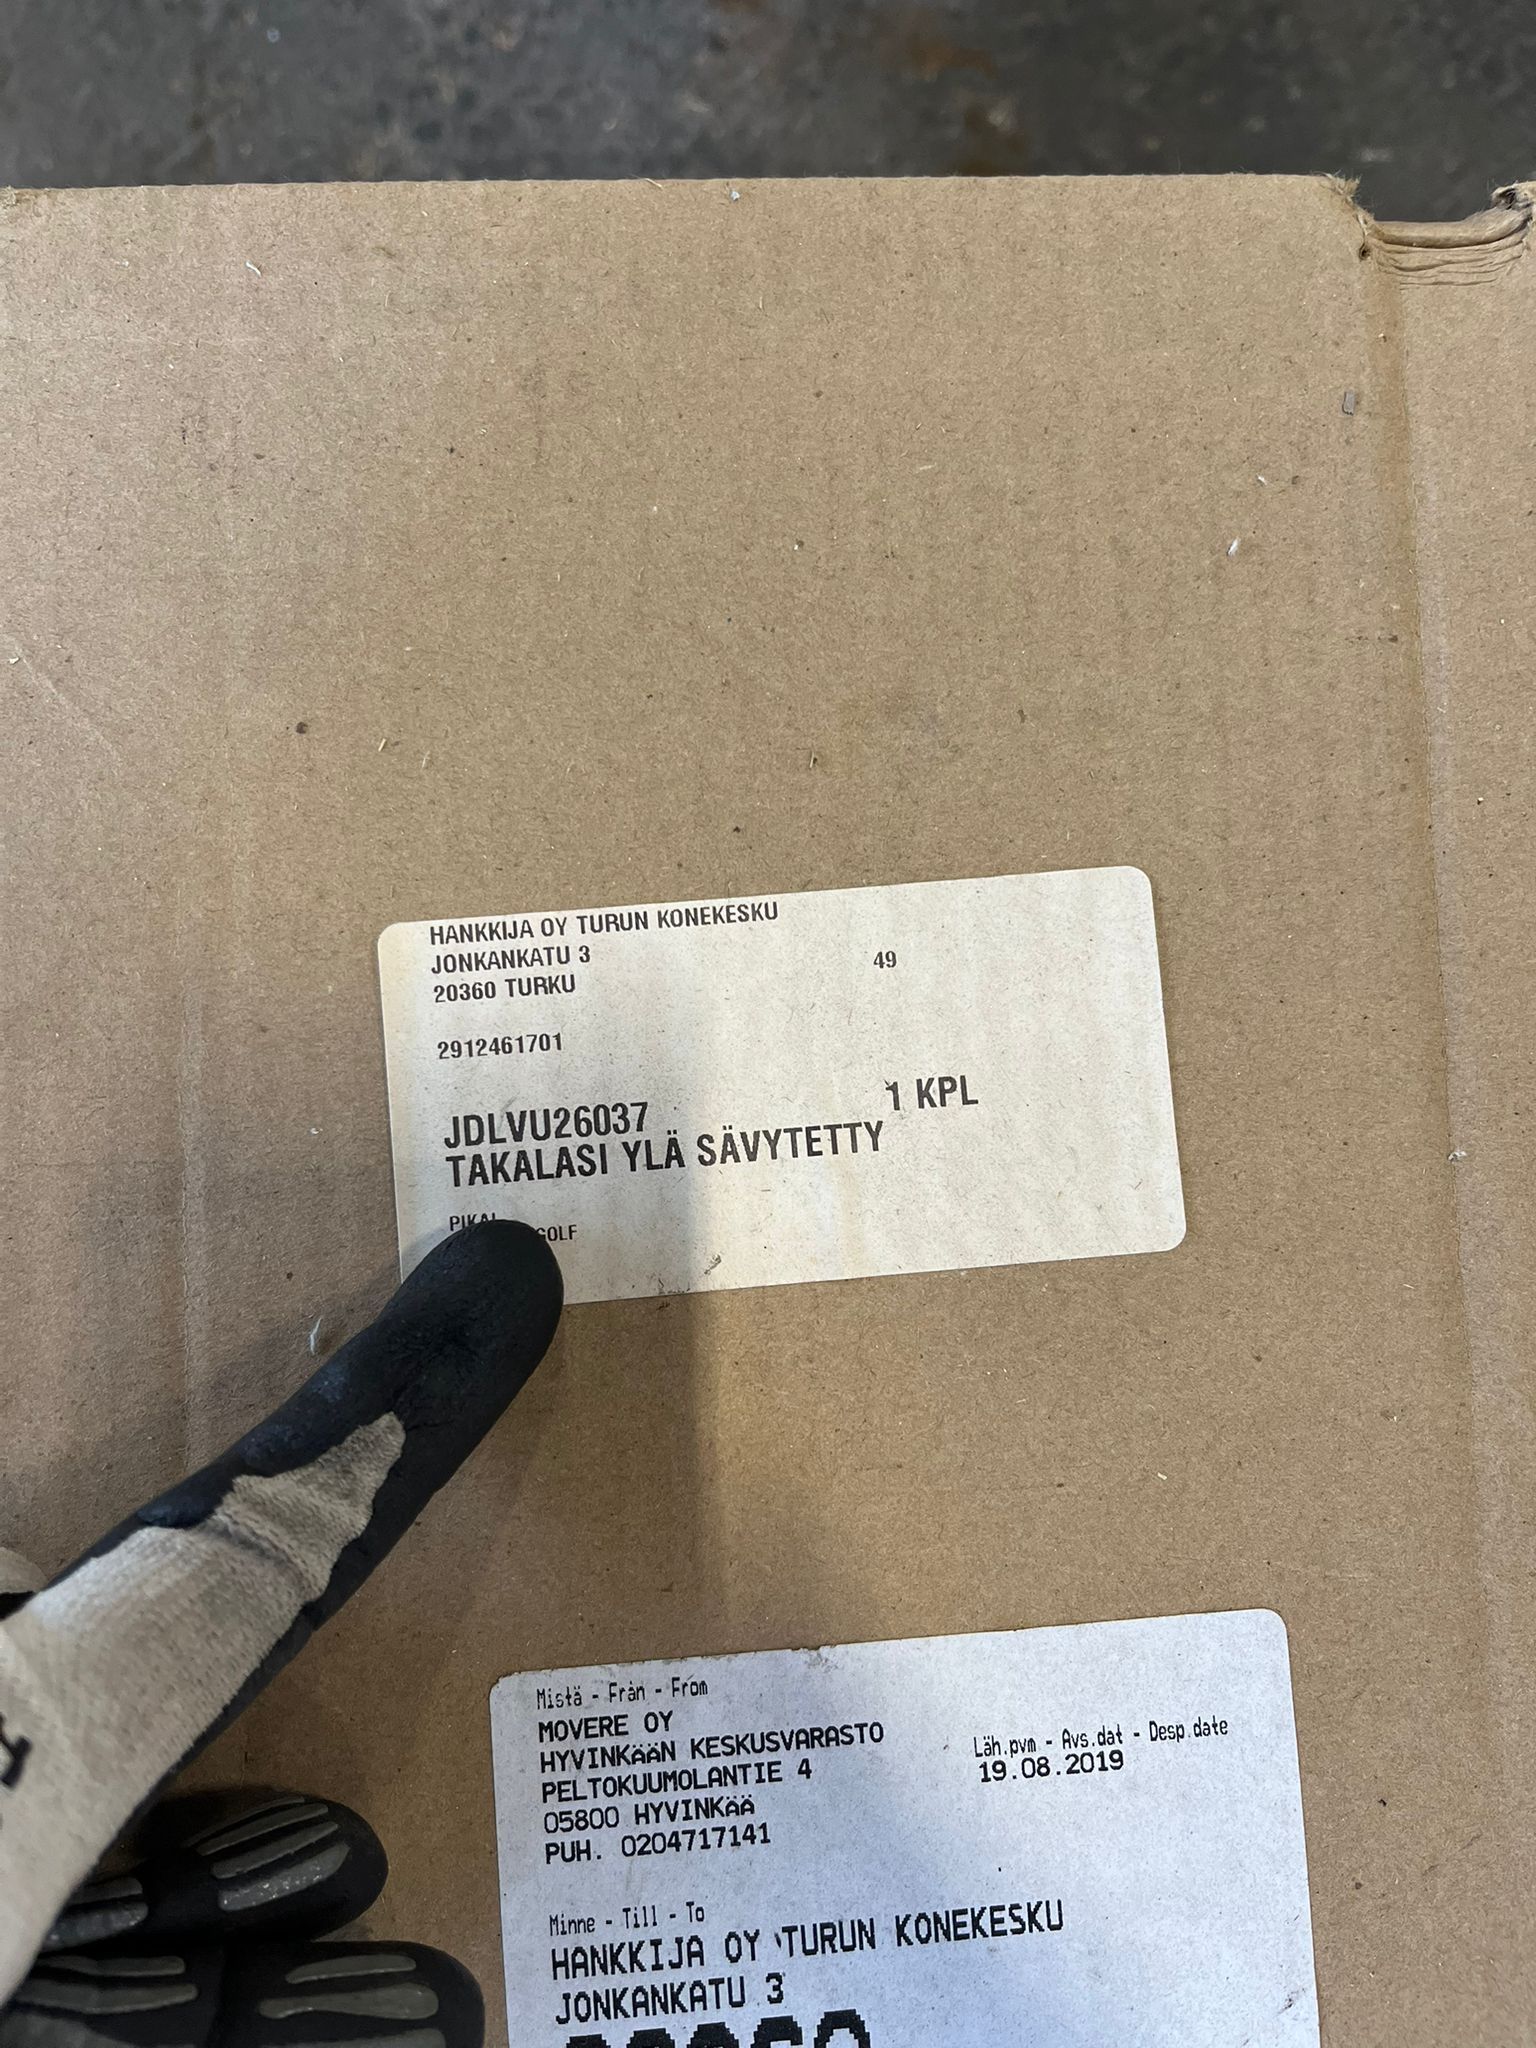 HANKKIJA OY TURUN KONEKESKU
JONKANKATU 3
49
20360 TURKU
2912461701
JDLVU26037
1 KPL
TAKALASI YLÄ SÄVYTETTY
GOLF
Mistä - Från - From
MOVERE OY
HYVINKÄÄN KESKUSVARASTO
PELTOKUUMOLANTIE 4
05800 HYVINKÄÄ
PUH. 0204717141
Läh.pvm - Avs.dat - Desp.date
19.08.2019
Minne - Till - To
HANKKIJA OY TURUN KONEKESKU
JONKANKATU 3